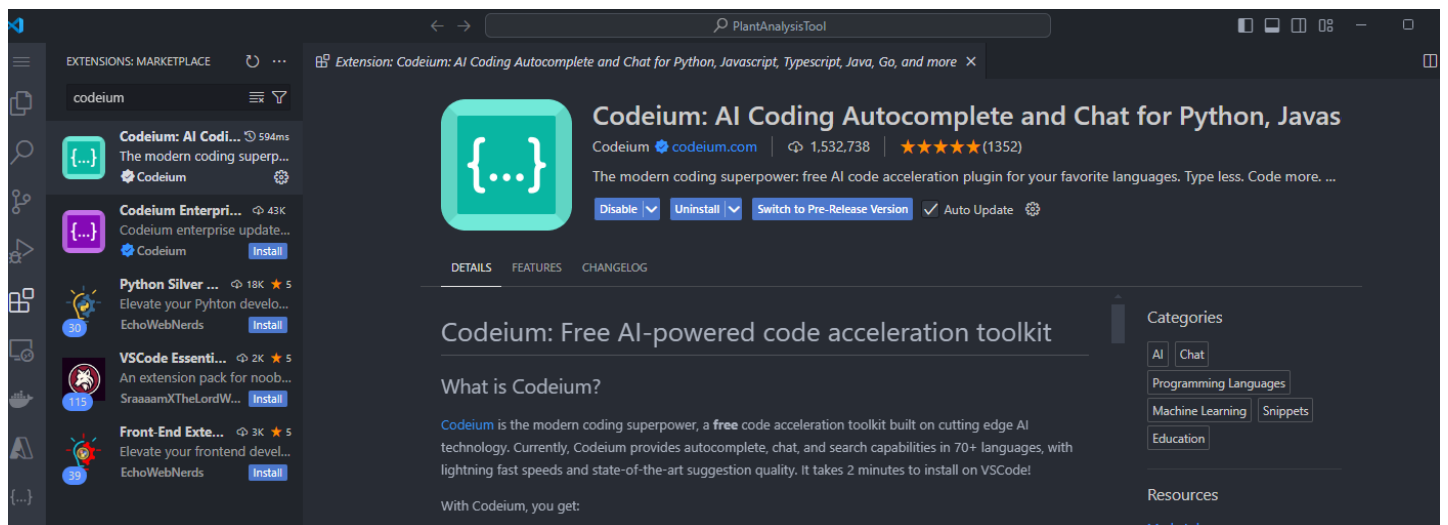 PlantAnalysisTool
EXTENSIONS: MARKETPLACE
codeium
Codeium: AI Codi... 594ms
The modern coding superp...
Codeium
Codeium Enterpri... 43K
Codeium enterprise update...
Codeium Install
Python Silver ... 18K ★ 5
Elevate your Pyhton develo...
30 EchoWebNerds Install
VSCode Essenti... 2K ★ 5
An extension pack for noob...
115 SraaaamXTheLordW... Install
Front-End Exte... 3K ★ 5
Elevate your frontend devel...
39 EchoWebNerds Install
Extension: Codeium: AI Coding Autocomplete and Chat for Python, Javascript, Typescript, Java, Go, and more
{...}
Codeium: AI Coding Autocomplete and Chat for Python, Javas
Codeium codeium.com 1,532,738 ★★★★★(1352)
The modern coding superpower: free AI code acceleration plugin for your favorite languages. Type less. Code more. ...
Disable Uninstall Switch to Pre-Release Version Auto Update
DETAILS FEATURES CHANGELOG
Codeium: Free AI-powered code acceleration toolkit
What is Codeium?
Codeium is the modern coding superpower, a free code acceleration toolkit built on cutting edge AI
technology. Currently, Codeium provides autocomplete, chat, and search capabilities in 70+ languages, with
lightning fast speeds and state-of-the-art suggestion quality. It takes 2 minutes to install on VSCode!
With Codeium, you get:
Categories
AI Chat
Programming Languages
Machine Learning Snippets
Education
Resources